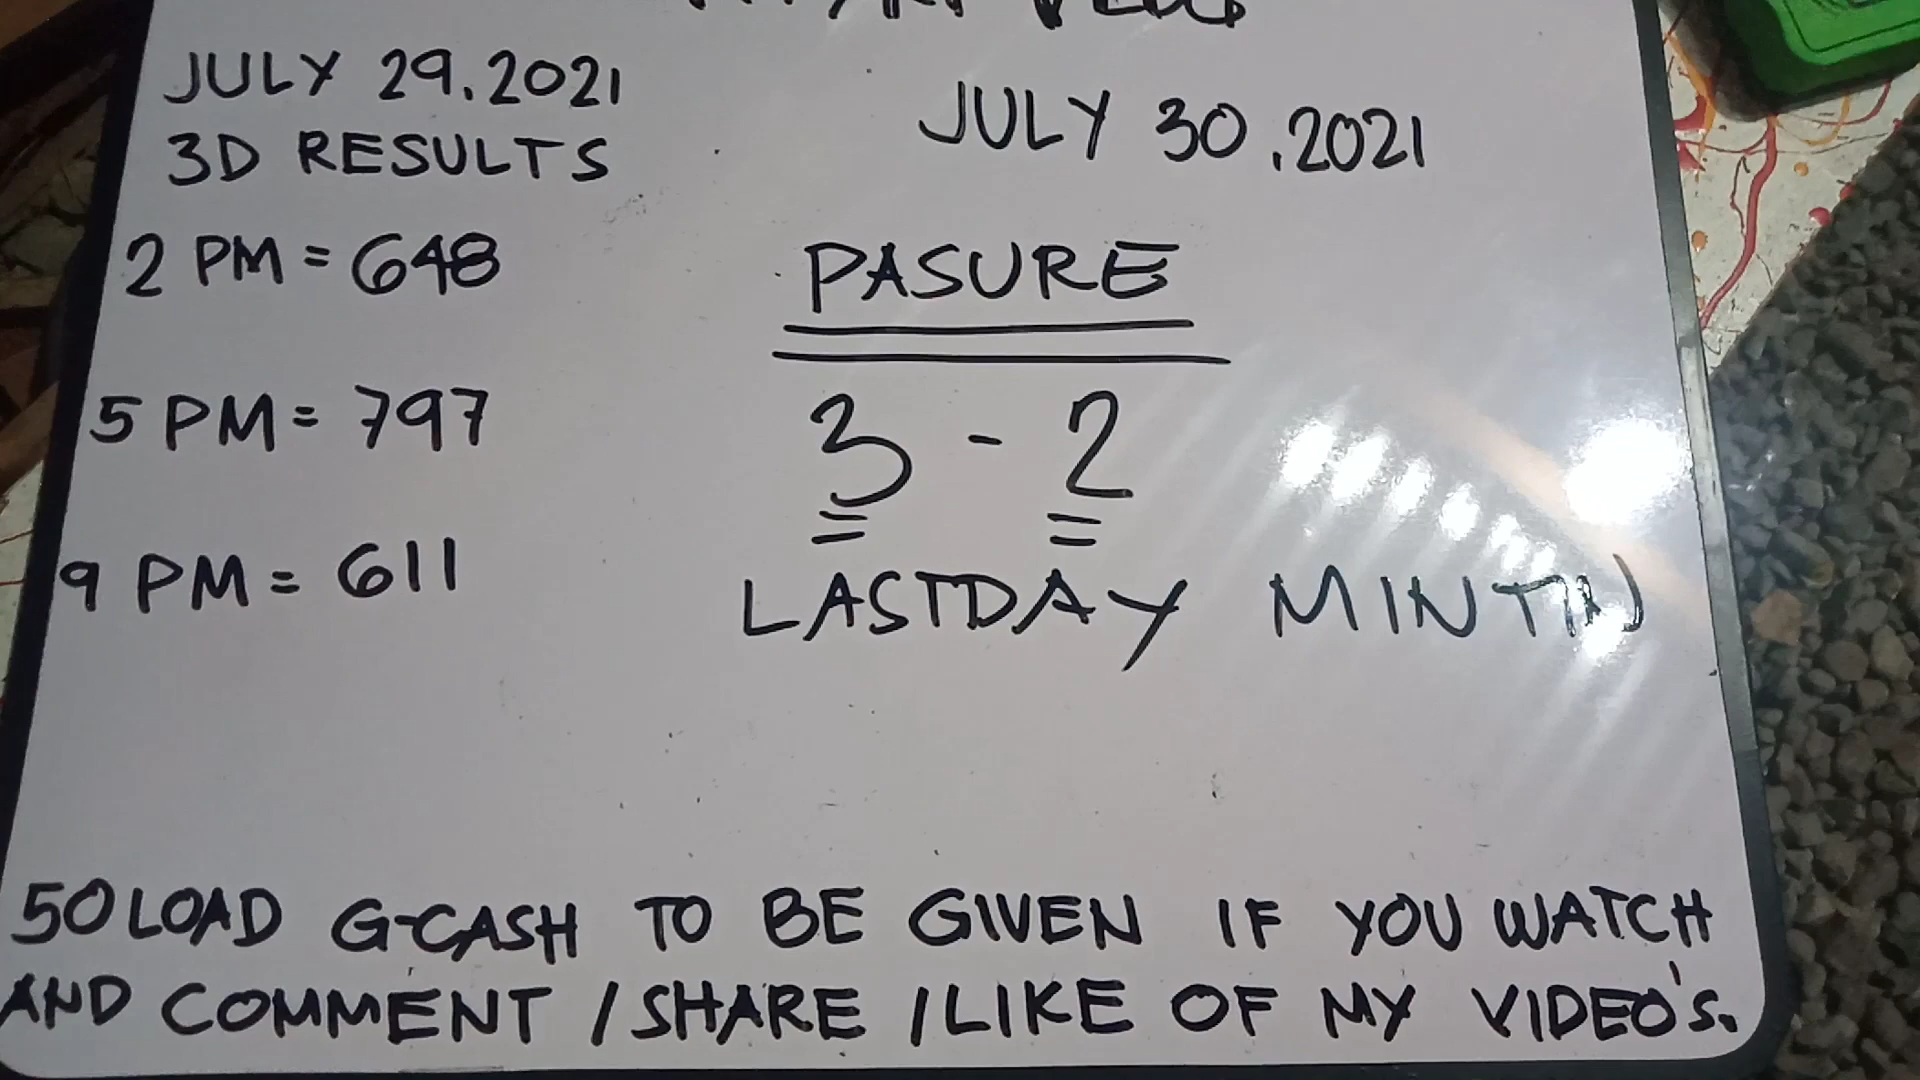 JULY 29.2021
3D RESULTS
2 PM = 648
5 PM = 797
9 PM = 611
JULY 30.2021
PASURE
3 - 2
LASTDAY MINTIN
50 LOAD G-CASH TO BE GIVEN IF YOU WATCH
AND COMMENT / SHARE / LIKE OF MY VIDEO'S.